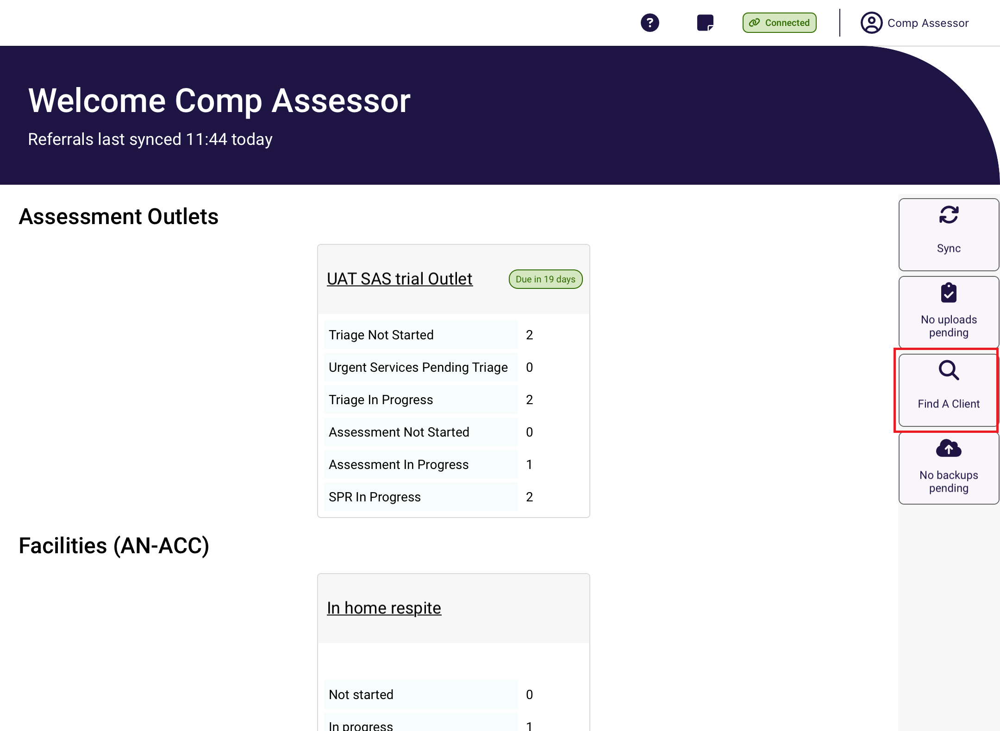 Connected
Comp Assessor
Welcome Comp Assessor
Referrals last synced 11:44 today
Assessment Outlets
UAT SAS trial Outlet
Due in 19 days
Triage Not Started 2
Urgent Services Pending Triage 0
Triage In Progress 2
Assessment Not Started 0
Assessment In Progress 1
SPR In Progress 2
Facilities (AN-ACC)
In home respite
Not started 0
In progress 1
Sync
No uploads
pending
Find A Client
No backups
pending